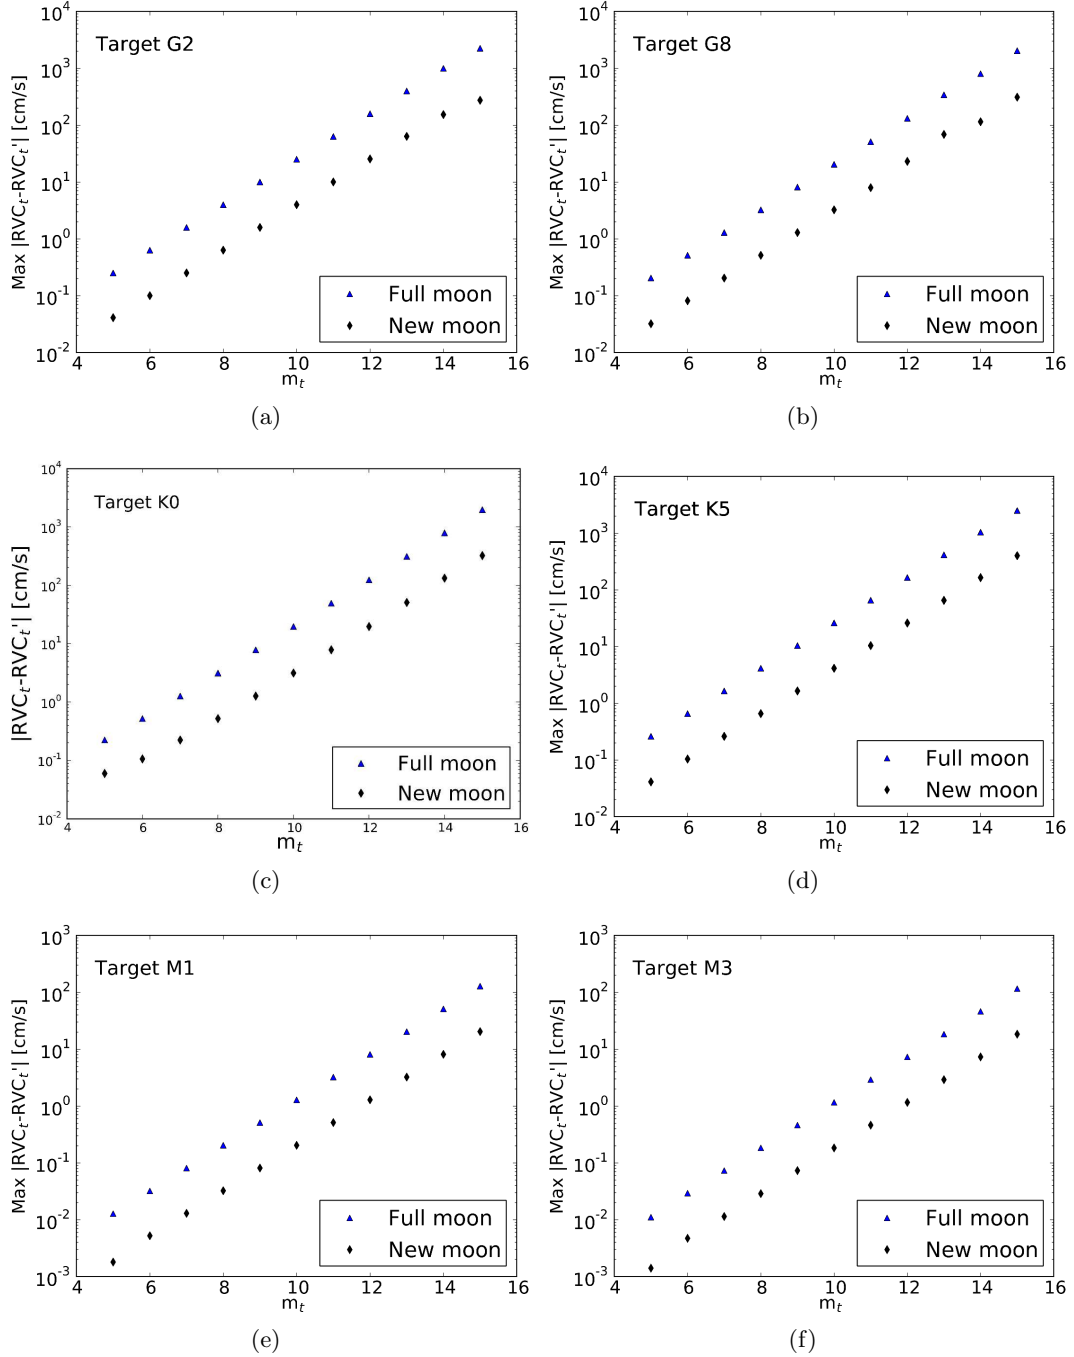 Target G2
Max |RVC_t-RVC_t'| [cm/s]
10^4
10^3
10^2
10^1
10^0
10^-1
10^-2
Full moon
New moon
4 6 8 10 12 14 16
m_t
(a)
Target G8
Max |RVC_t-RVC_t'| [cm/s]
10^4
10^3
10^2
10^1
10^0
10^-1
10^-2
Full moon
New moon
4 6 8 10 12 14 16
m_t
(b)
Target K0
|RVC_t-RVC_t'| [cm/s]
10^4
10^3
10^2
10^1
10^0
10^-1
10^-2
Full moon
New moon
4 6 8 10 12 14 16
m_t
(c)
Target K5
Max |RVC_t-RVC_t'| [cm/s]
10^4
10^3
10^2
10^1
10^0
10^-1
10^-2
Full moon
New moon
4 6 8 10 12 14 16
m_t
(d)
Target M1
Max |RVC_t-RVC_t'| [cm/s]
10^3
10^2
10^1
10^0
10^-1
10^-2
10^-3
Full moon
New moon
4 6 8 10 12 14 16
m_t
(e)
Target M3
Max |RVC_t-RVC_t'| [cm/s]
10^3
10^2
10^1
10^0
10^-1
10^-2
10^-3
Full moon
New moon
4 6 8 10 12 14 16
m_t
(f)